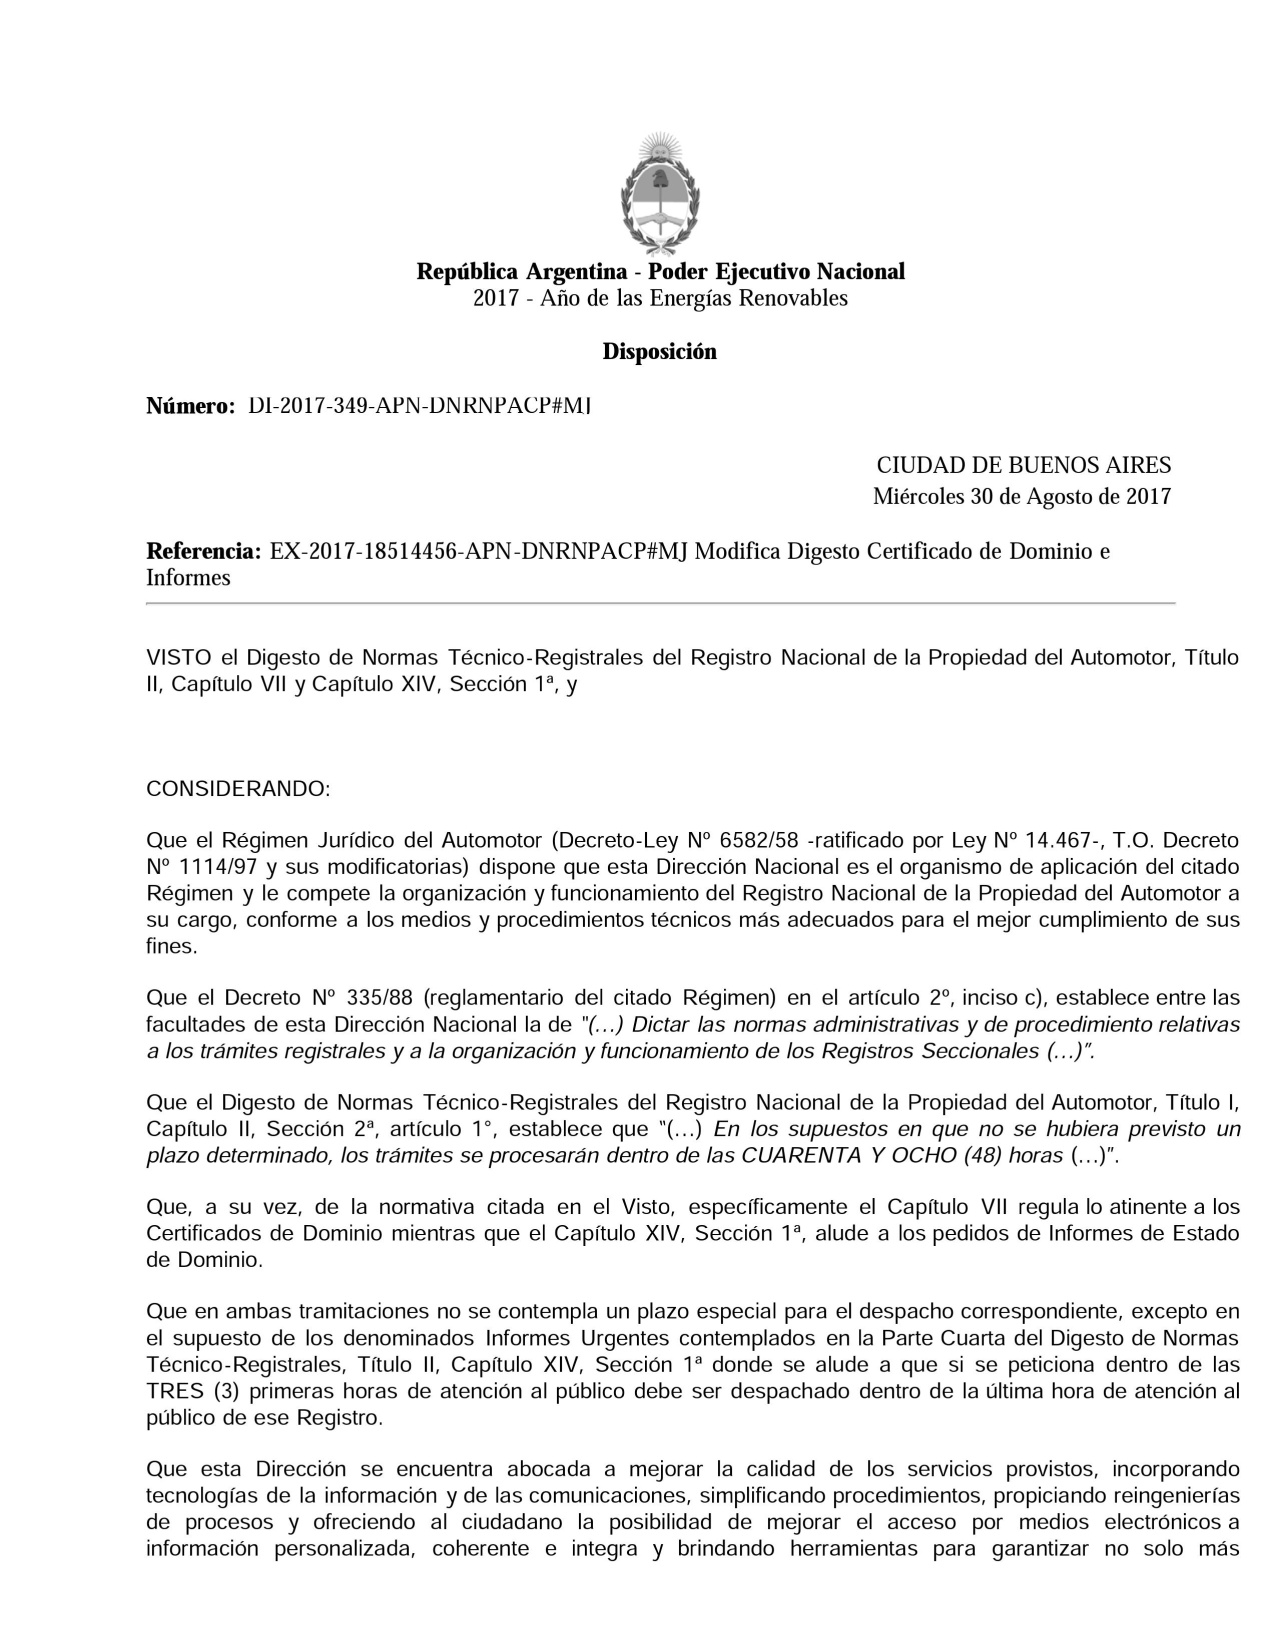 República Argentina - Poder Ejecutivo Nacional
2017 - Año de las Energías Renovables
Disposición
Número: DI-2017-349-APN-DNRNPACP#MJ
CIUDAD DE BUENOS AIRES
Miércoles 30 de Agosto de 2017
Referencia: EX-2017-18514456-APN-DNRNPACP#MJ Modifica Digesto Certificado de Dominio e
Informes
VISTO el Digesto de Normas Técnico-Registrales del Registro Nacional de la Propiedad del Automotor, Título
II, Capítulo VII y Capítulo XIV, Sección 1ª, y
CONSIDERANDO:
Que el Régimen Jurídico del Automotor (Decreto-Ley Nº 6582/58 -ratificado por Ley Nº 14.467-, T.O. Decreto
Nº 1114/97 y sus modificatorias) dispone que esta Dirección Nacional es el organismo de aplicación del citado
Régimen y le compete la organización y funcionamiento del Registro Nacional de la Propiedad del Automotor a
su cargo, conforme a los medios y procedimientos técnicos más adecuados para el mejor cumplimiento de sus
fines.
Que el Decreto Nº 335/88 (reglamentario del citado Régimen) en el artículo 2º, inciso c), establece entre las
facultades de esta Dirección Nacional la de "(…) Dictar las normas administrativas y de procedimiento relativas
a los trámites registrales y a la organización y funcionamiento de los Registros Seccionales (…)”.
Que el Digesto de Normas Técnico-Registrales del Registro Nacional de la Propiedad del Automotor, Título I,
Capítulo II, Sección 2ª, artículo 1°, establece que “(…) En los supuestos en que no se hubiera previsto un
plazo determinado, los trámites se procesarán dentro de las CUARENTA Y OCHO (48) horas (…)”.
Que, a su vez, de la normativa citada en el Visto, específicamente el Capítulo VII regula lo atinente a los
Certificados de Dominio mientras que el Capítulo XIV, Sección 1ª, alude a los pedidos de Informes de Estado
de Dominio.
Que en ambas tramitaciones no se contempla un plazo especial para el despacho correspondiente, excepto en
el supuesto de los denominados Informes Urgentes contemplados en la Parte Cuarta del Digesto de Normas
Técnico-Registrales, Título II, Capítulo XIV, Sección 1ª donde se alude a que si se peticiona dentro de las
TRES (3) primeras horas de atención al público debe ser despachado dentro de la última hora de atención al
público de ese Registro.
Que esta Dirección se encuentra abocada a mejorar la calidad de los servicios provistos, incorporando
tecnologías de la información y de las comunicaciones, simplificando procedimientos, propiciando reingenierías
de procesos y ofreciendo al ciudadano la posibilidad de mejorar el acceso por medios electrónicos a
información personalizada, coherente e integra y brindando herramientas para garantizar no solo más